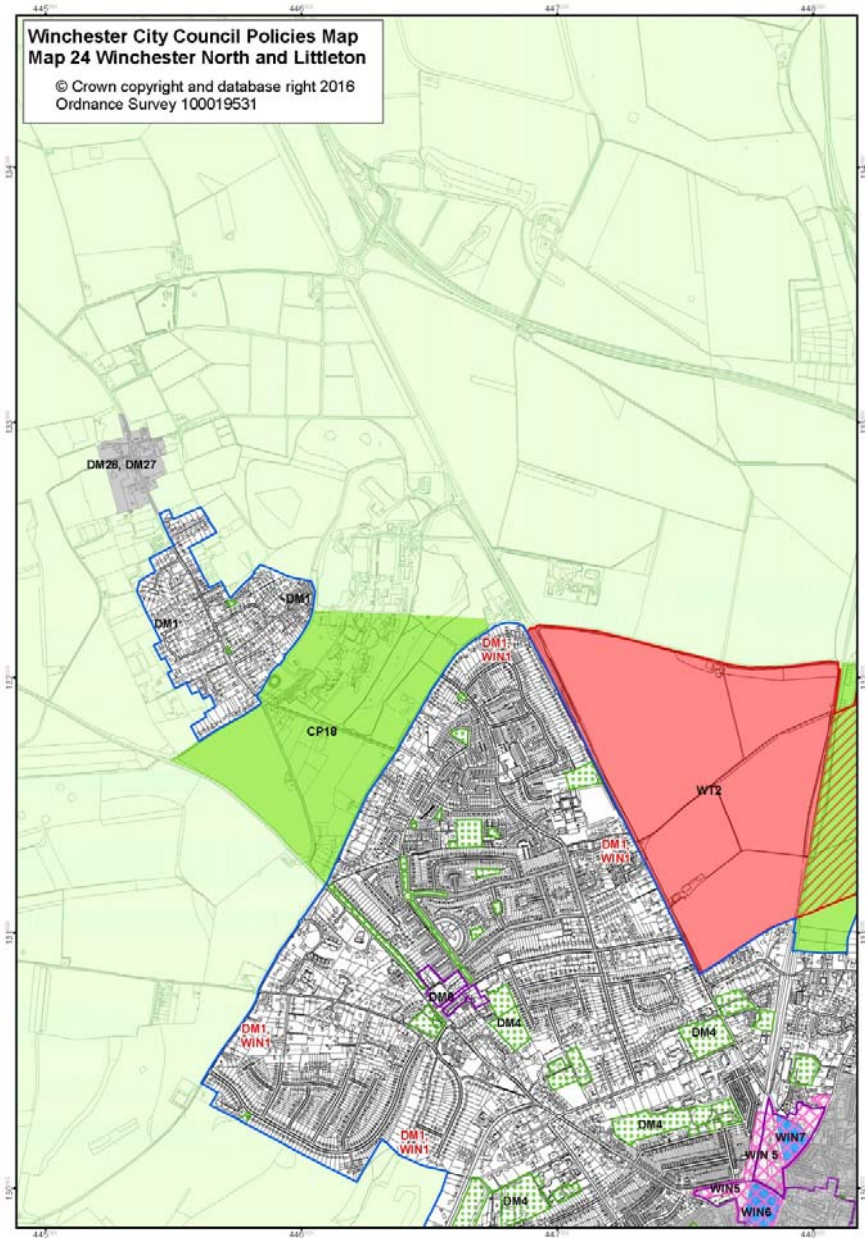 Winchester City Council Policies Map
Map 24 Winchester North and Littleton
© Crown copyright and database right 2016
Ordnance Survey 100019531
DM26, DM27
DM1
DM1
DM1,
WIN1
CP18
WT2
DM1,
WIN1
DM6
DM4
DM4
DM1,
WIN1
DM4
DM1,
WIN1
WIN7
WIN 5
WIN5
DM4
WIN6